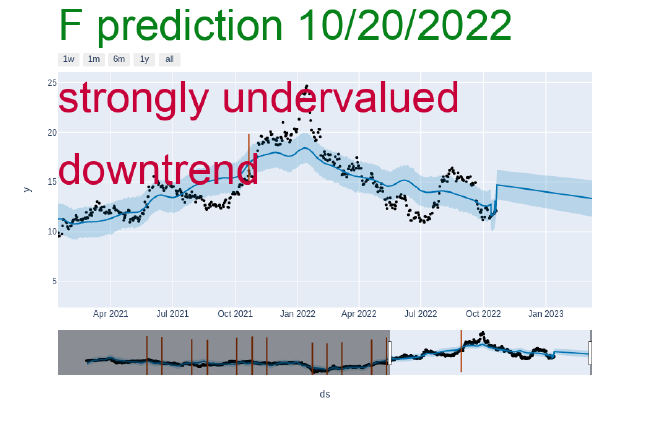 F prediction 10/20/2022
1w 1m 6m 1y all
strongly undervalued
downtrend
25
20
15
10
5
y
Apr 2021 Jul 2021 Oct 2021 Jan 2022 Apr 2022 Jul 2022 Oct 2022 Jan 2023
ds